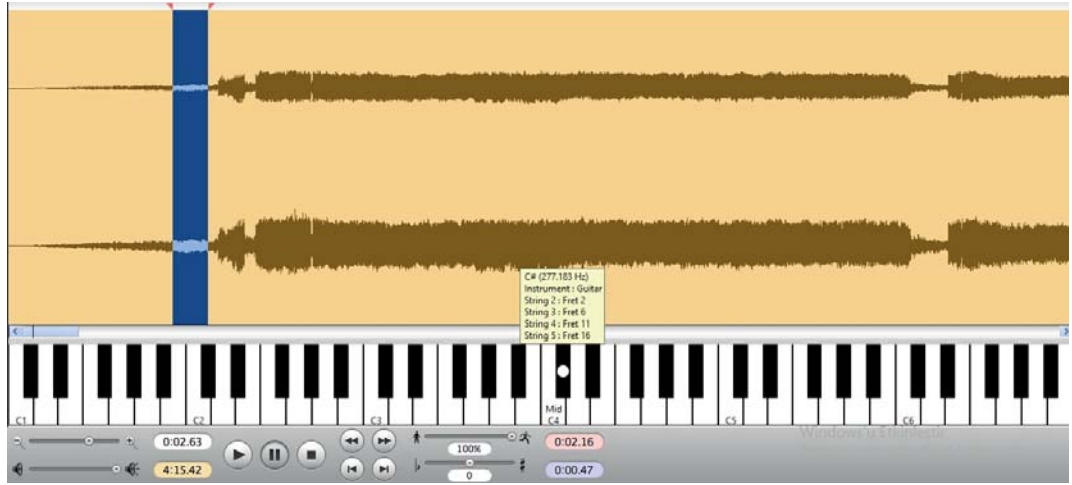 C# (277.183 Hz)
Instrument : Guitar
String 2 : Fret 2
String 3 : Fret 6
String 4 : Fret 11
String 5 : Fret 16
Mid
C1 C2 C3 C4 C5 C6
Windows'u Etkinleştir
0:02.63 100% 0:02.16
4:15.42 0 0:00.47